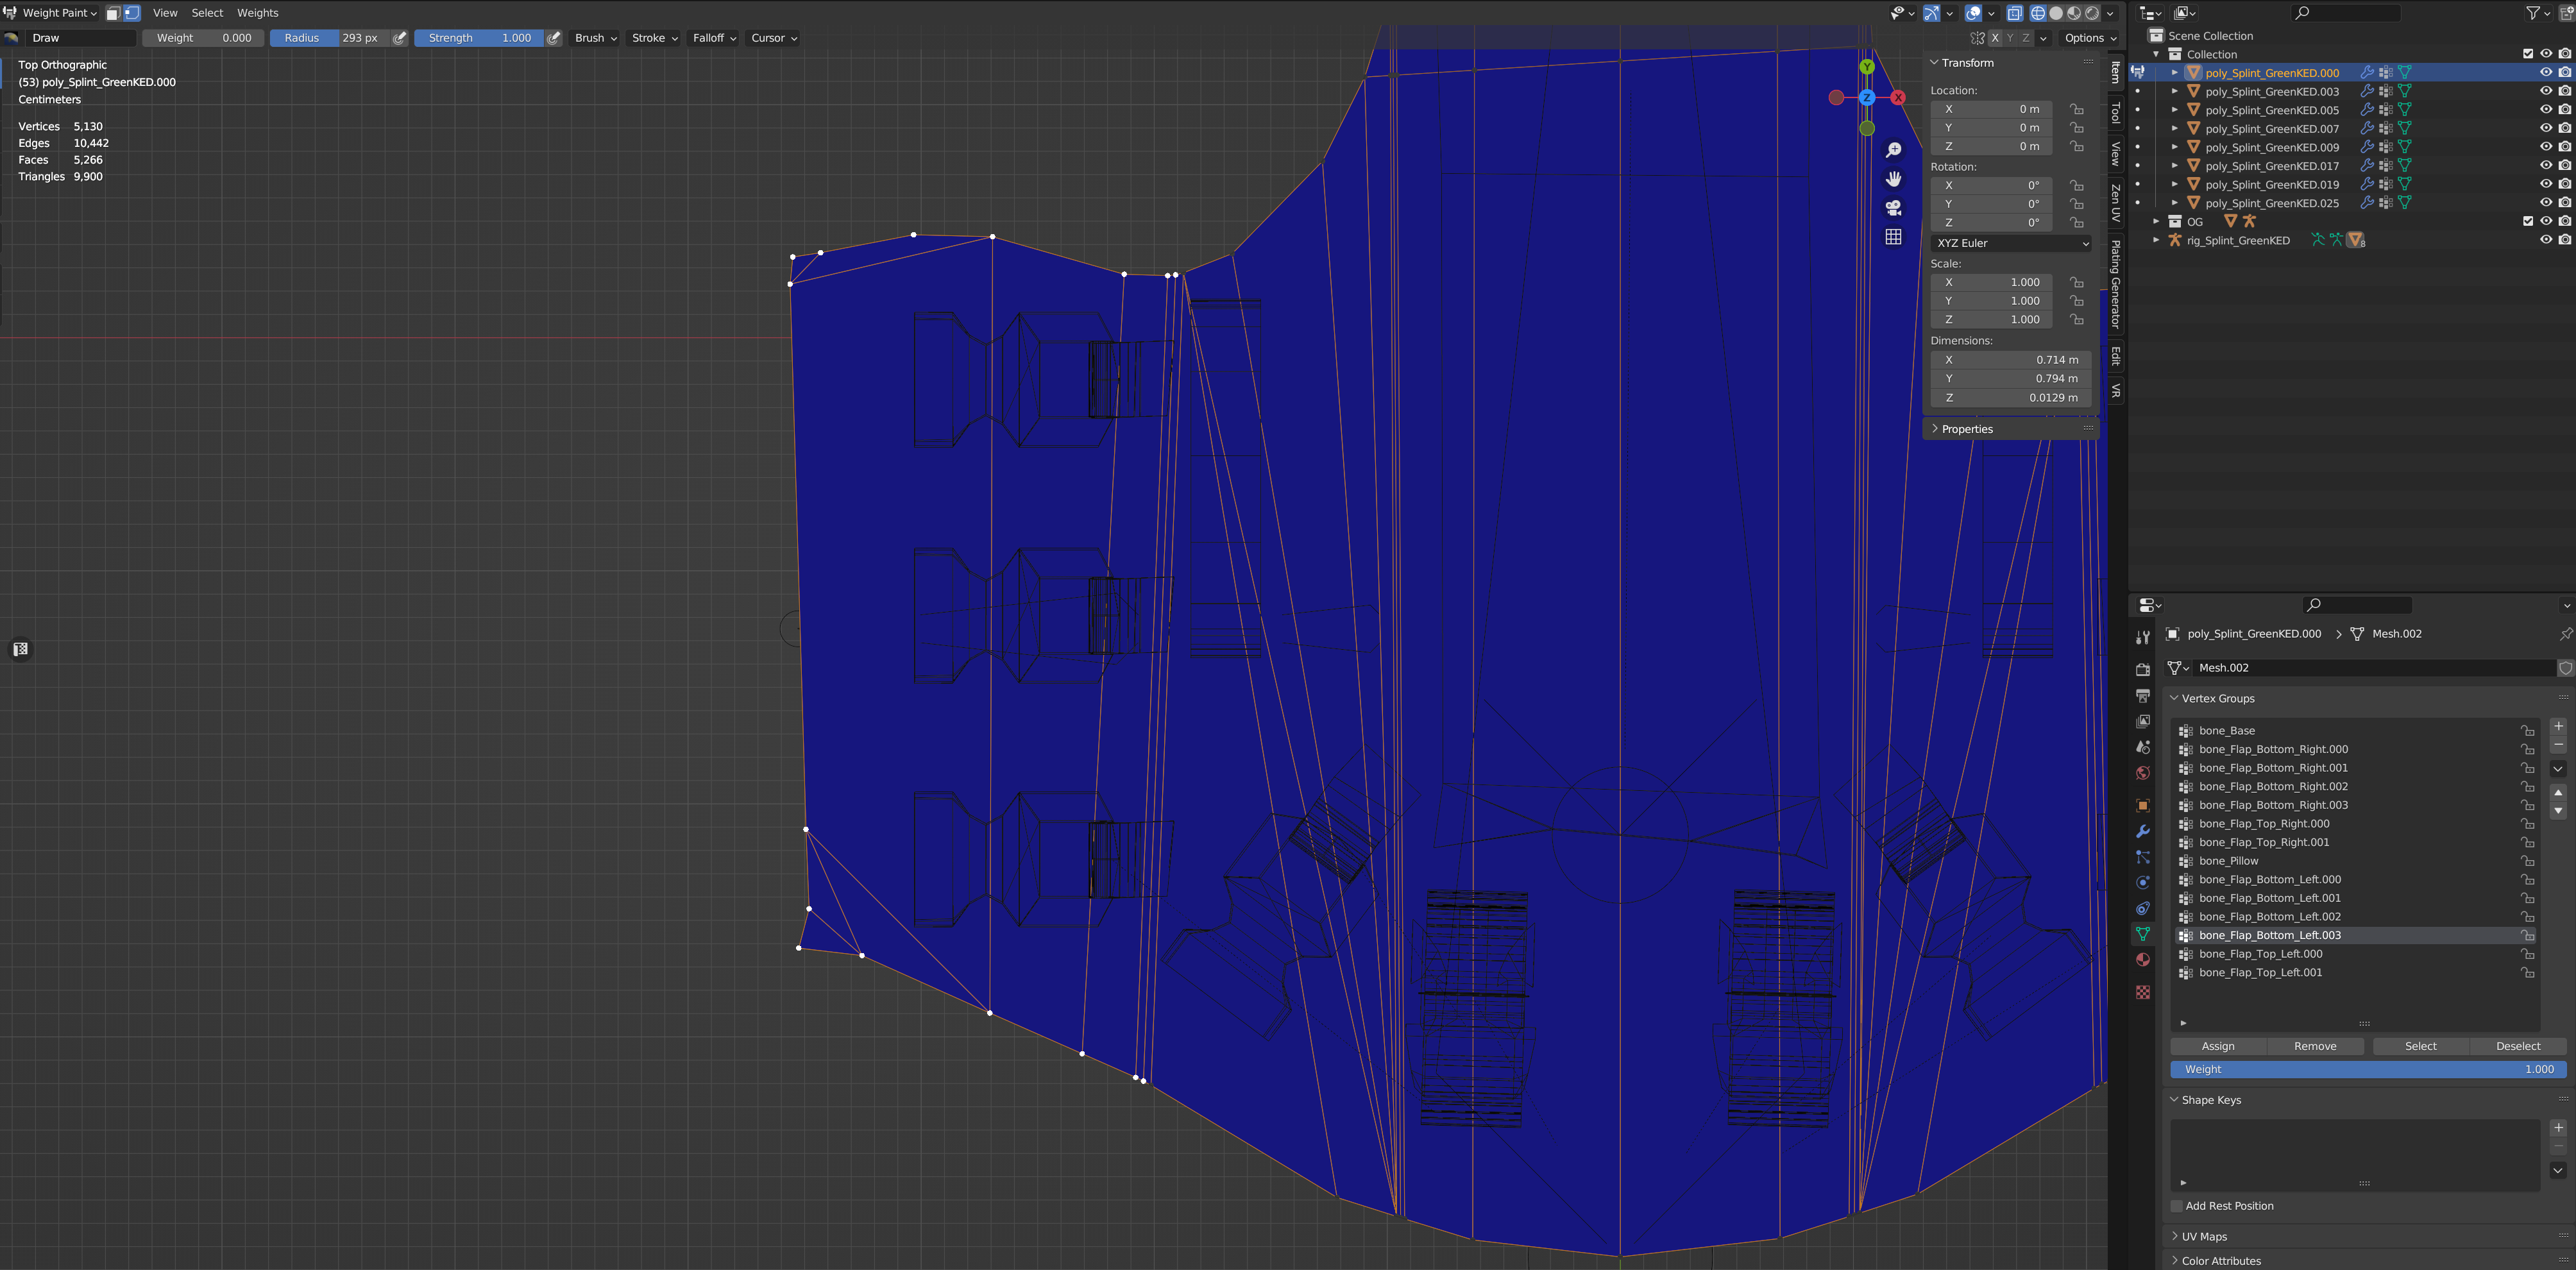 Weight Paint View Select Weights
Draw Weight 0.000 Radius 293 px Strength 1.000 Brush Stroke Falloff Cursor X Y Z Options
Top Orthographic
(53) poly_Splint_GreenKED.000
Centimeters
Vertices 5,130
Edges 10,442
Faces 5,266
Triangles 9,900
Y
Z
X
Transform
Location:
X 0 m
Y 0 m
Z 0 m
Rotation:
X 0°
Y 0°
Z 0°
XYZ Euler
Scale:
X 1.000
Y 1.000
Z 1.000
Dimensions:
X 0.714 m
Y 0.794 m
Z 0.0129 m
Properties
Item
Tool
View
Zen UV
Plating Generator
Edit
VR
Scene Collection
Collection
poly_Splint_GreenKED.000
poly_Splint_GreenKED.003
poly_Splint_GreenKED.005
poly_Splint_GreenKED.007
poly_Splint_GreenKED.009
poly_Splint_GreenKED.017
poly_Splint_GreenKED.019
poly_Splint_GreenKED.025
OG
rig_Splint_GreenKED 8
poly_Splint_GreenKED.000 > Mesh.002
Mesh.002
Vertex Groups
bone_Base
bone_Flap_Bottom_Right.000
bone_Flap_Bottom_Right.001
bone_Flap_Bottom_Right.002
bone_Flap_Bottom_Right.003
bone_Flap_Top_Right.000
bone_Flap_Top_Right.001
bone_Pillow
bone_Flap_Bottom_Left.000
bone_Flap_Bottom_Left.001
bone_Flap_Bottom_Left.002
bone_Flap_Bottom_Left.003
bone_Flap_Top_Left.000
bone_Flap_Top_Left.001
Assign Remove Select Deselect
Weight 1.000
Shape Keys
Add Rest Position
UV Maps
Color Attributes